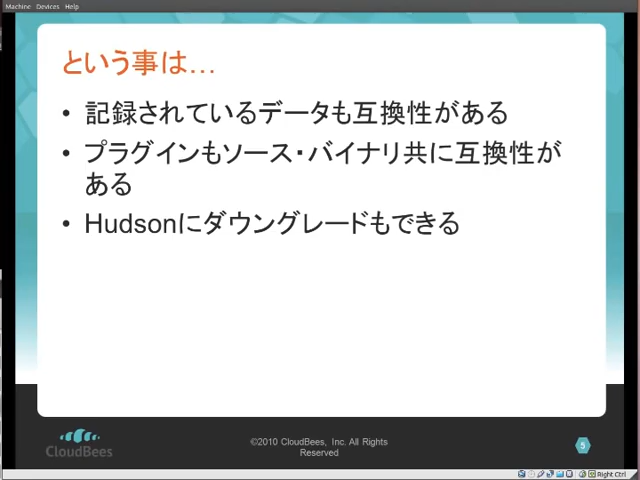 Machine Devices Help
という事は…
• 記録されているデータも互換性がある
• プラグインもソース・バイナリ共に互換性が
ある
• Hudsonにダウングレードもできる
CloudBees
©2010 CloudBees, Inc. All Rights
Reserved
5
Right Ctrl